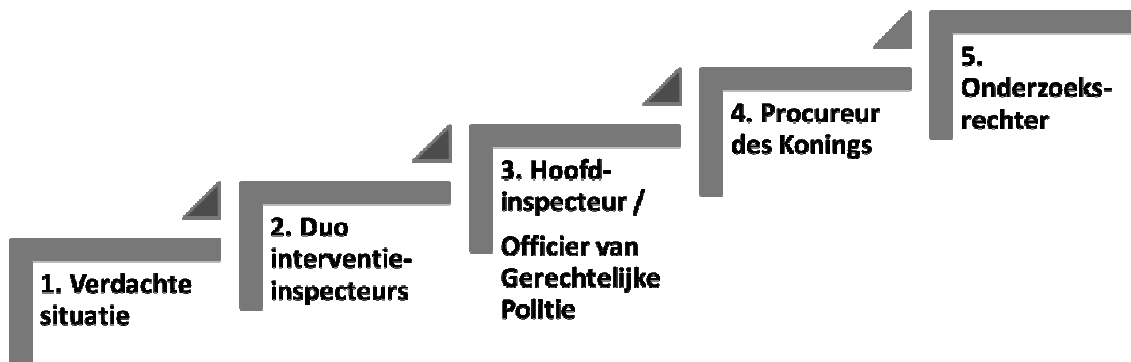 1. Verdachte
situatie
2. Duo
interventie-
inspecteurs
3. Hoofd-
inspecteur /
Officier van
Gerechtelijke
Politie
4. Procureur
des Konings
5.
Onderzoeks-
rechter